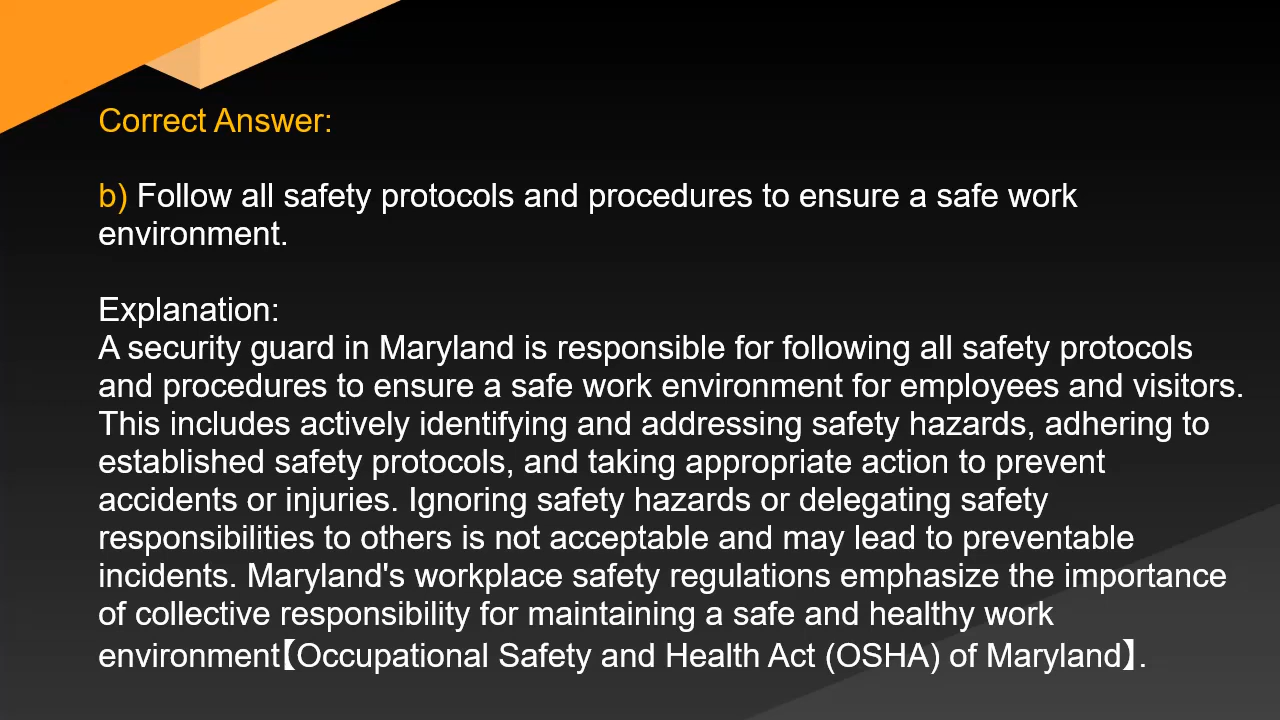 Correct Answer:
b) Follow all safety protocols and procedures to ensure a safe work
environment.
Explanation:
A security guard in Maryland is responsible for following all safety protocols
and procedures to ensure a safe work environment for employees and visitors.
This includes actively identifying and addressing safety hazards, adhering to
established safety protocols, and taking appropriate action to prevent
accidents or injuries. Ignoring safety hazards or delegating safety
responsibilities to others is not acceptable and may lead to preventable
incidents. Maryland's workplace safety regulations emphasize the importance
of collective responsibility for maintaining a safe and healthy work
environment【Occupational Safety and Health Act (OSHA) of Maryland】.